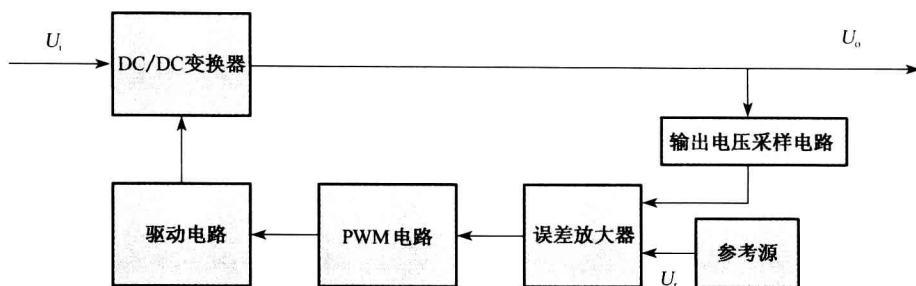 Uᵢ
DC/DC变换器
Uₒ
输出电压采样电路
驱动电路
PWM电路
误差放大器
参考源
Uᵣ